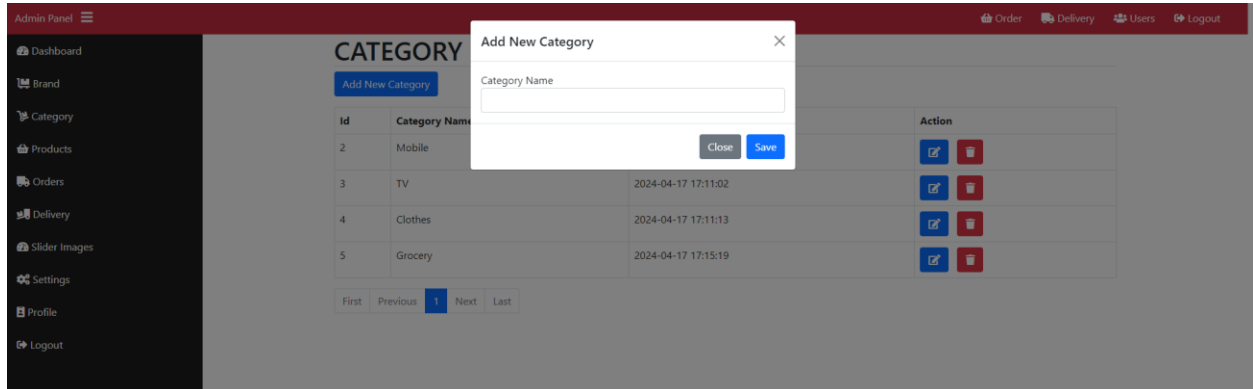 Admin Panel
Order Delivery Users Logout
Dashboard
Brand
Category
Products
Orders
Delivery
Slider Images
Settings
Profile
Logout
CATEGORY
Add New Category
Add New Category
Category Name
Close Save
Id Category Name Action
2 Mobile
3 TV 2024-04-17 17:11:02
4 Clothes 2024-04-17 17:11:13
5 Grocery 2024-04-17 17:15:19
First Previous 1 Next Last